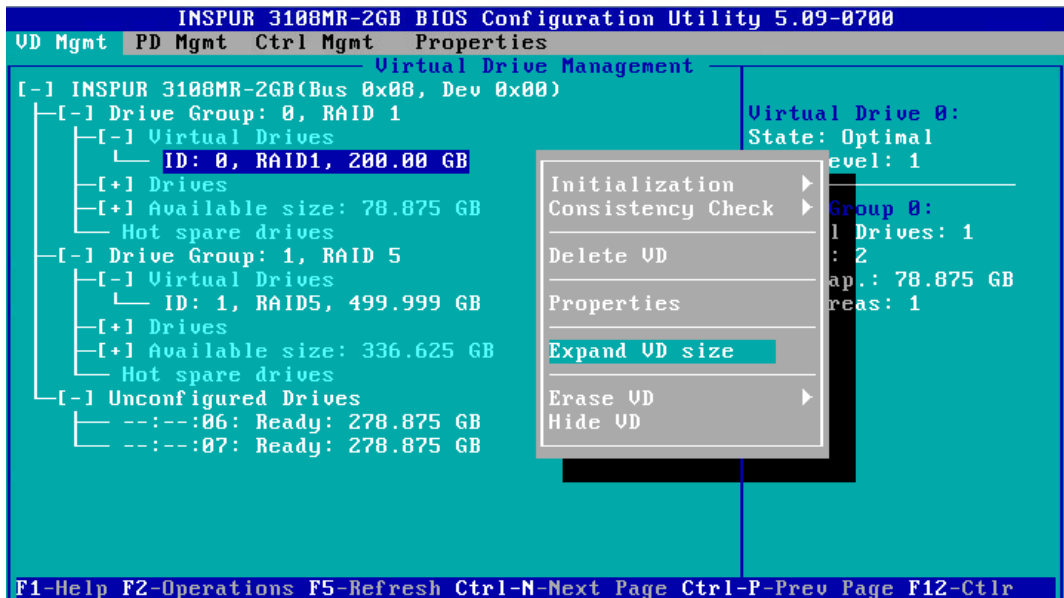 INSPUR 3108MR-2GB BIOS Configuration Utility 5.09-0700
VD Mgmt PD Mgmt Ctrl Mgmt Properties
Virtual Drive Management
[-] INSPUR 3108MR-2GB(Bus 0x08, Dev 0x00)
[-] Drive Group: 0, RAID 1
[-] Virtual Drives
ID: 0, RAID1, 200.00 GB
[+] Drives
[+] Available size: 78.875 GB
Hot spare drives
[-] Drive Group: 1, RAID 5
[-] Virtual Drives
ID: 1, RAID5, 499.999 GB
[+] Drives
[+] Available size: 336.625 GB
Hot spare drives
[-] Unconfigured Drives
--:--:06: Ready: 278.875 GB
--:--:07: Ready: 278.875 GB
Initialization
Consistency Check
Delete VD
Properties
Expand VD size
Erase VD
Hide VD
Virtual Drive 0:
State: Optimal
evel: 1
Group 0:
l Drives: 1
: 2
ap.: 78.875 GB
reas: 1
F1-Help F2-Operations F5-Refresh Ctrl-N-Next Page Ctrl-P-Prev Page F12-Ctlr